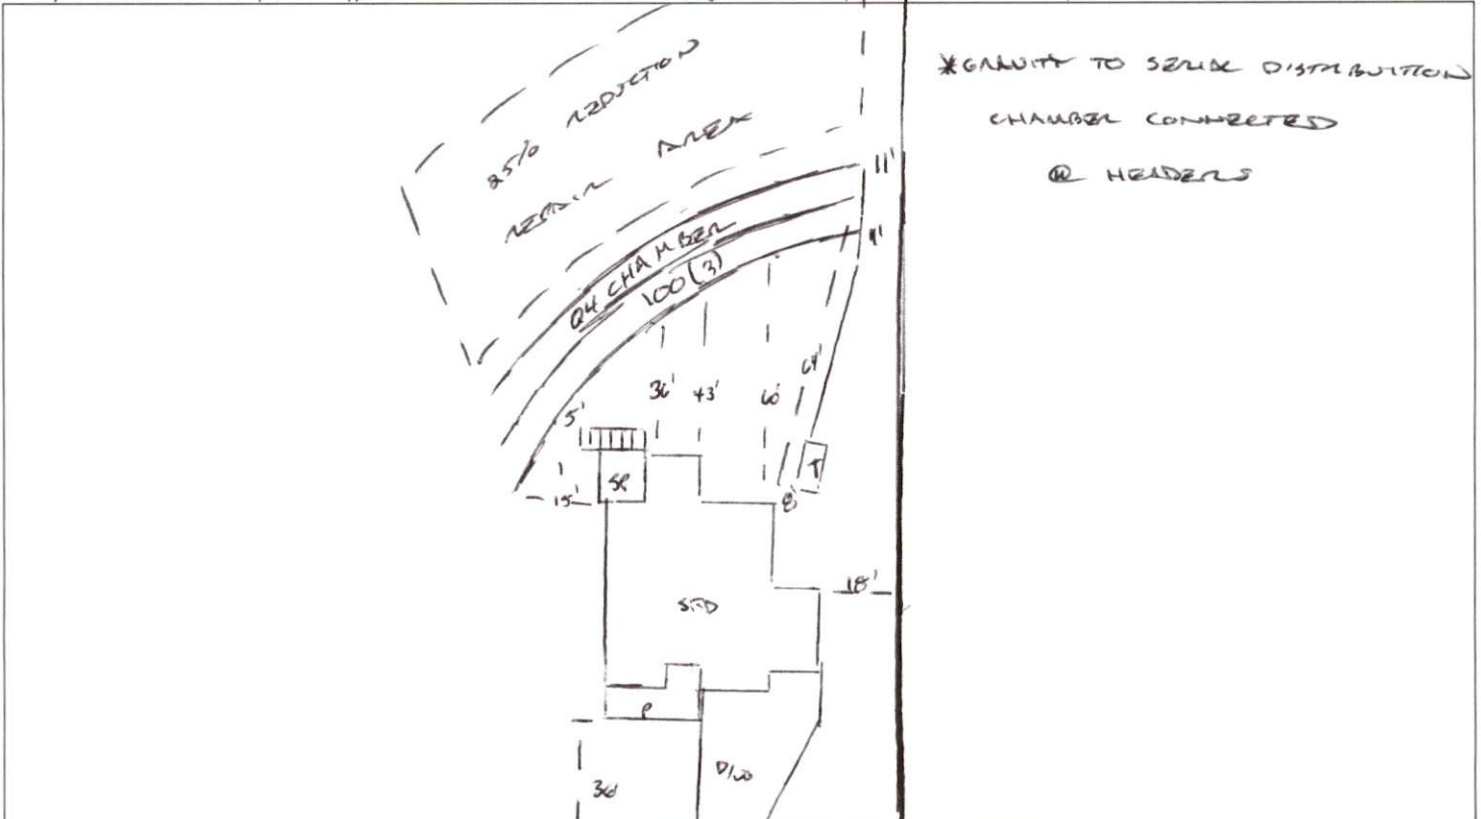 *GRAVITY TO SERIAL DISTRIBUTION
CHAMBER CONNECTED
@ HEADERS
25% REDUCTION
REPAIR AREA
11'
Q4 CHAMBER
9'
100(3)
64'
36'
43'
60'
5'
T
SR
15'
8'
18'
SFD
P
D/W
36'